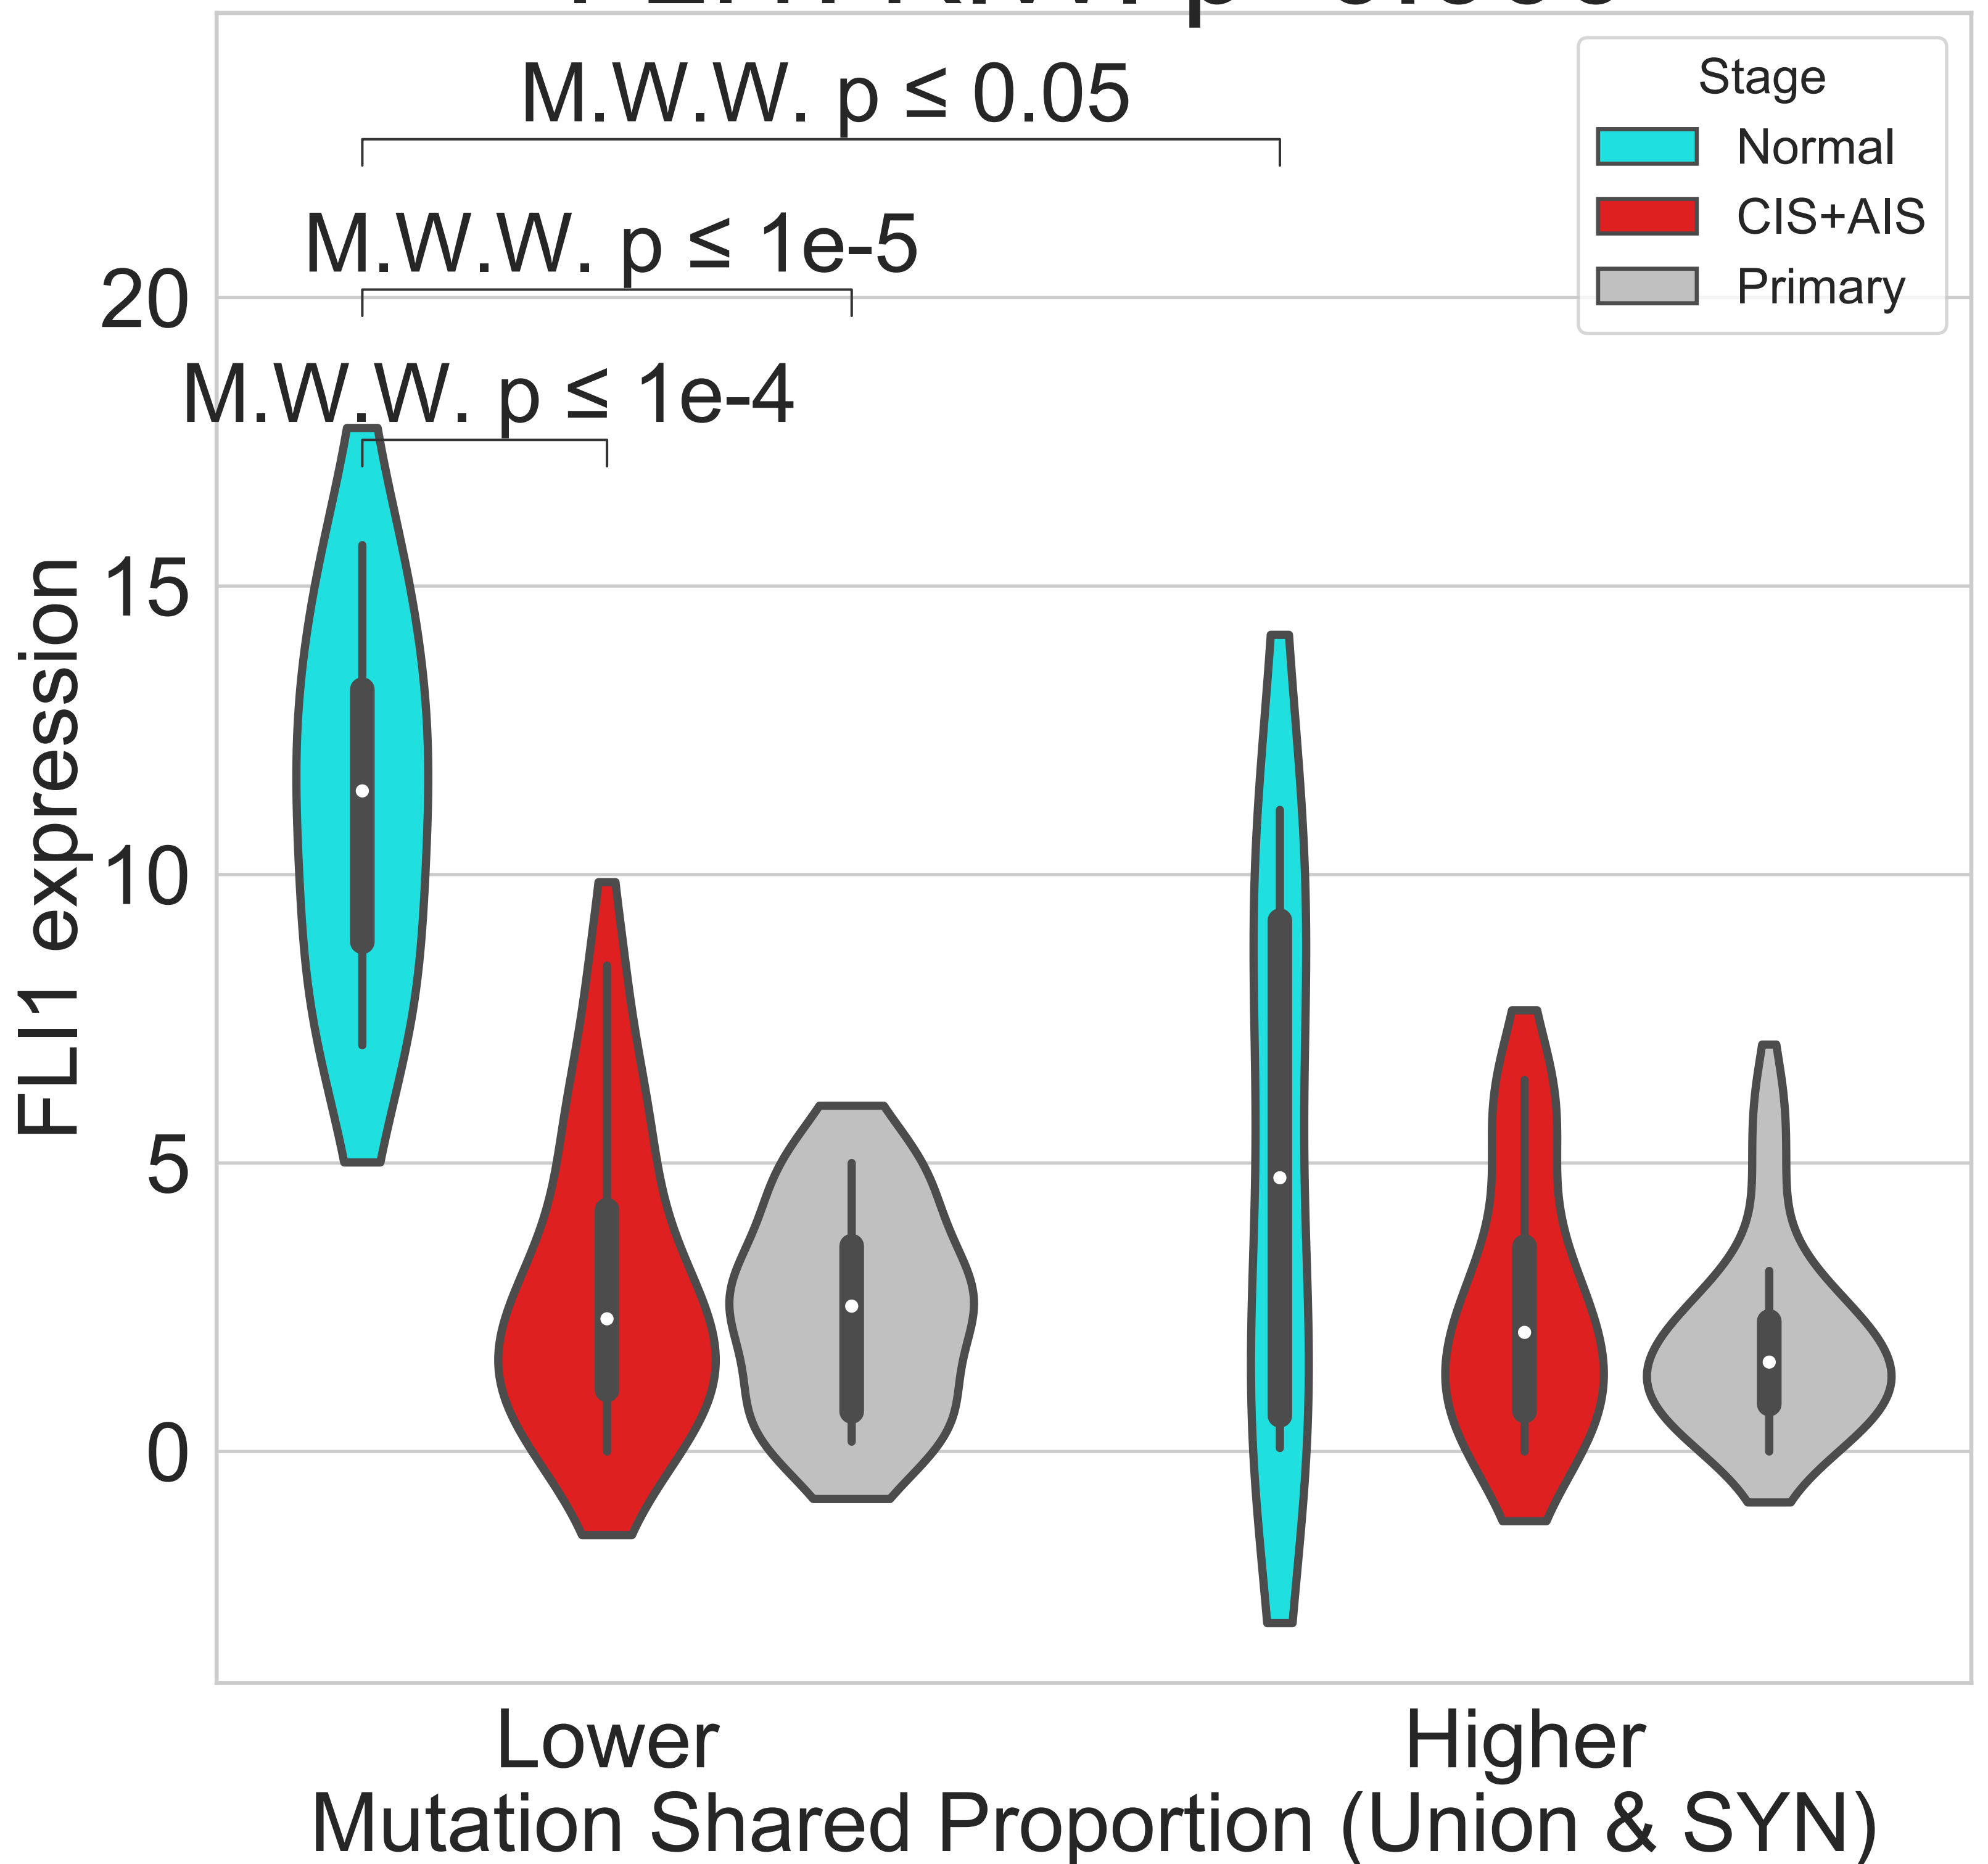 M.W.W. p ≤ 0.05
M.W.W. p ≤ 1e-5
M.W.W. p ≤ 1e-4
Stage
Normal
CIS+AIS
Primary
FLI1 expression
20
15
10
5
0
Lower
Higher
Mutation Shared Proportion (Union & SYN)